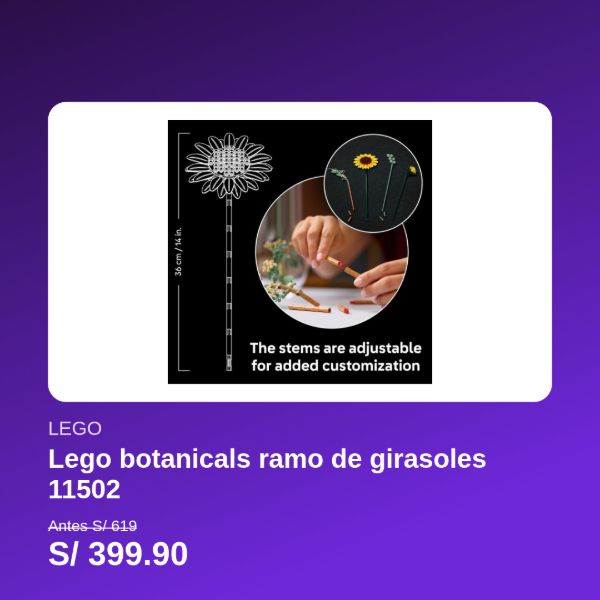 36 cm / 14 in.
The stems are adjustable
for added customization
LEGO
Lego botanicals ramo de girasoles
11502
Antes S/ 619
S/ 399.90